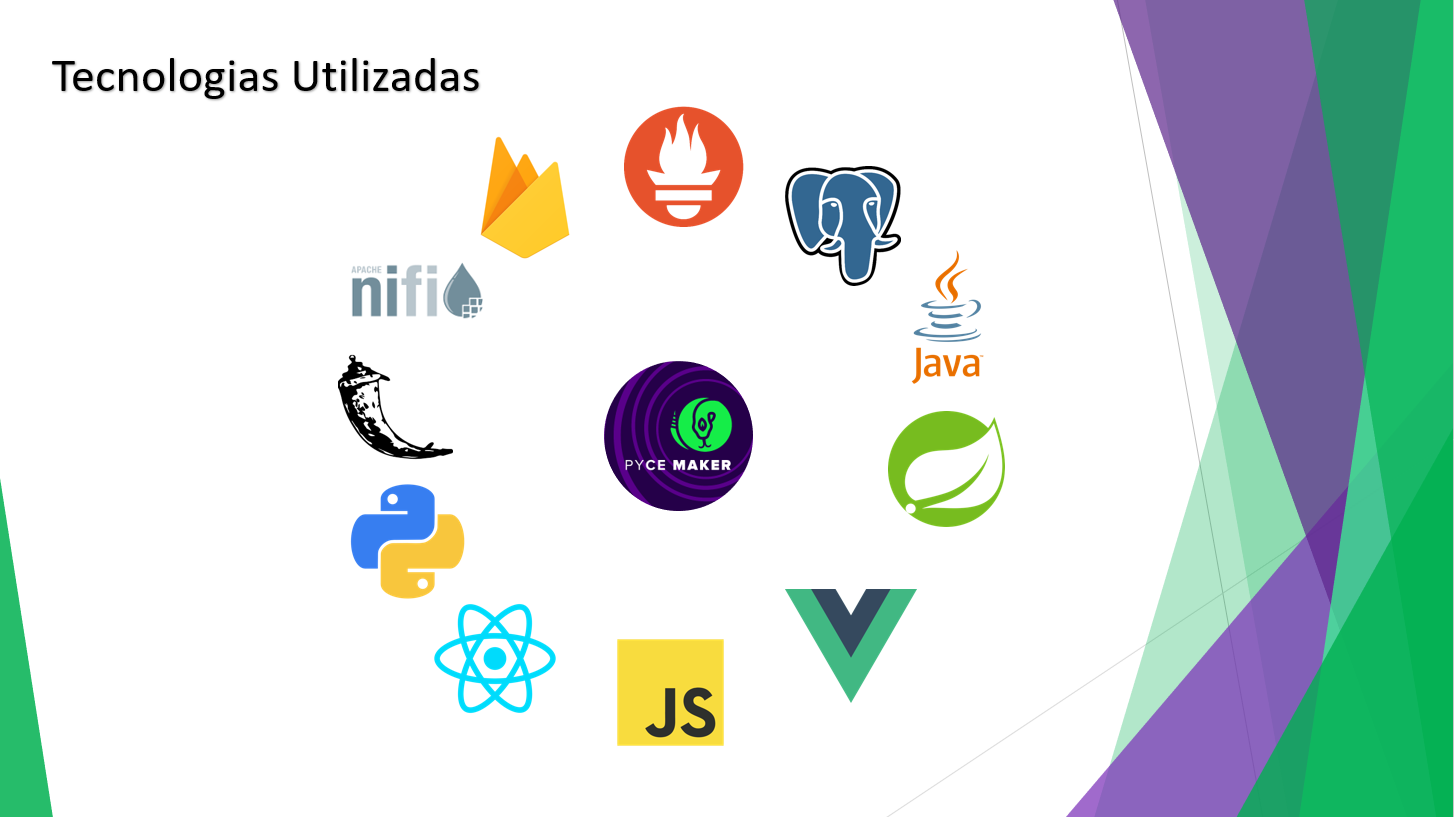 Tecnologias Utilizadas
APACHE
nifi
Java
PYCE MAKER
JS